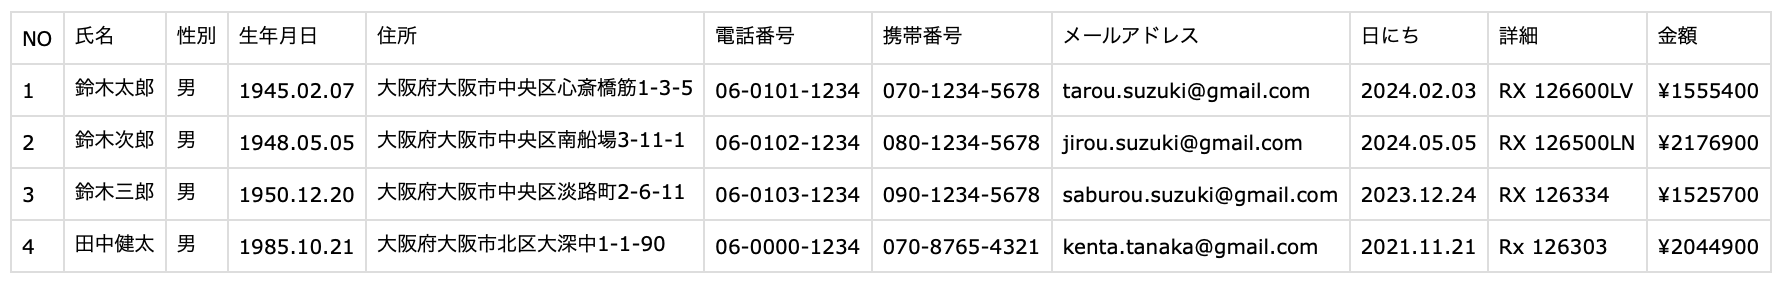 NO 氏名 性別 生年月日 住所 電話番号 携帯番号 メールアドレス 日にち 詳細 金額
1 鈴木太郎 男 1945.02.07 大阪府大阪市中央区心斎橋筋1-3-5 06-0101-1234 070-1234-5678 tarou.suzuki@gmail.com 2024.02.03 RX 126600LV ¥1555400
2 鈴木次郎 男 1948.05.05 大阪府大阪市中央区南船場3-11-1 06-0102-1234 080-1234-5678 jirou.suzuki@gmail.com 2024.05.05 RX 126500LN ¥2176900
3 鈴木三郎 男 1950.12.20 大阪府大阪市中央区淡路町2-6-11 06-0103-1234 090-1234-5678 saburou.suzuki@gmail.com 2023.12.24 RX 126334 ¥1525700
4 田中健太 男 1985.10.21 大阪府大阪市北区大深中1-1-90 06-0000-1234 070-8765-4321 kenta.tanaka@gmail.com 2021.11.21 Rx 126303 ¥2044900